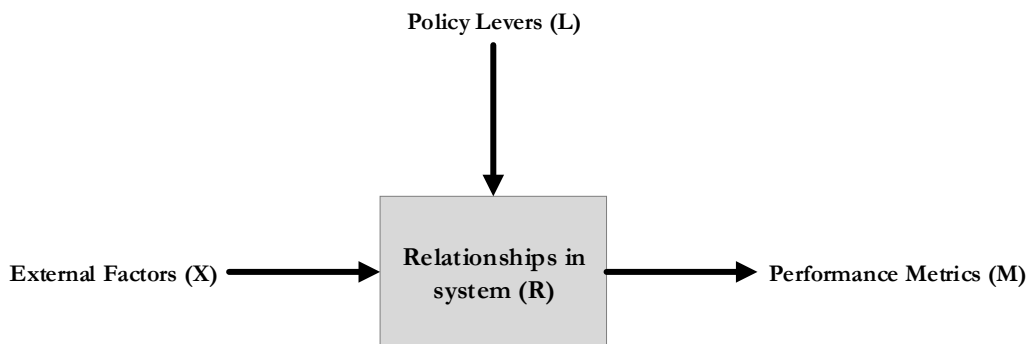 Policy Levers (L)
External Factors (X)
Relationships in
system (R)
Performance Metrics (M)